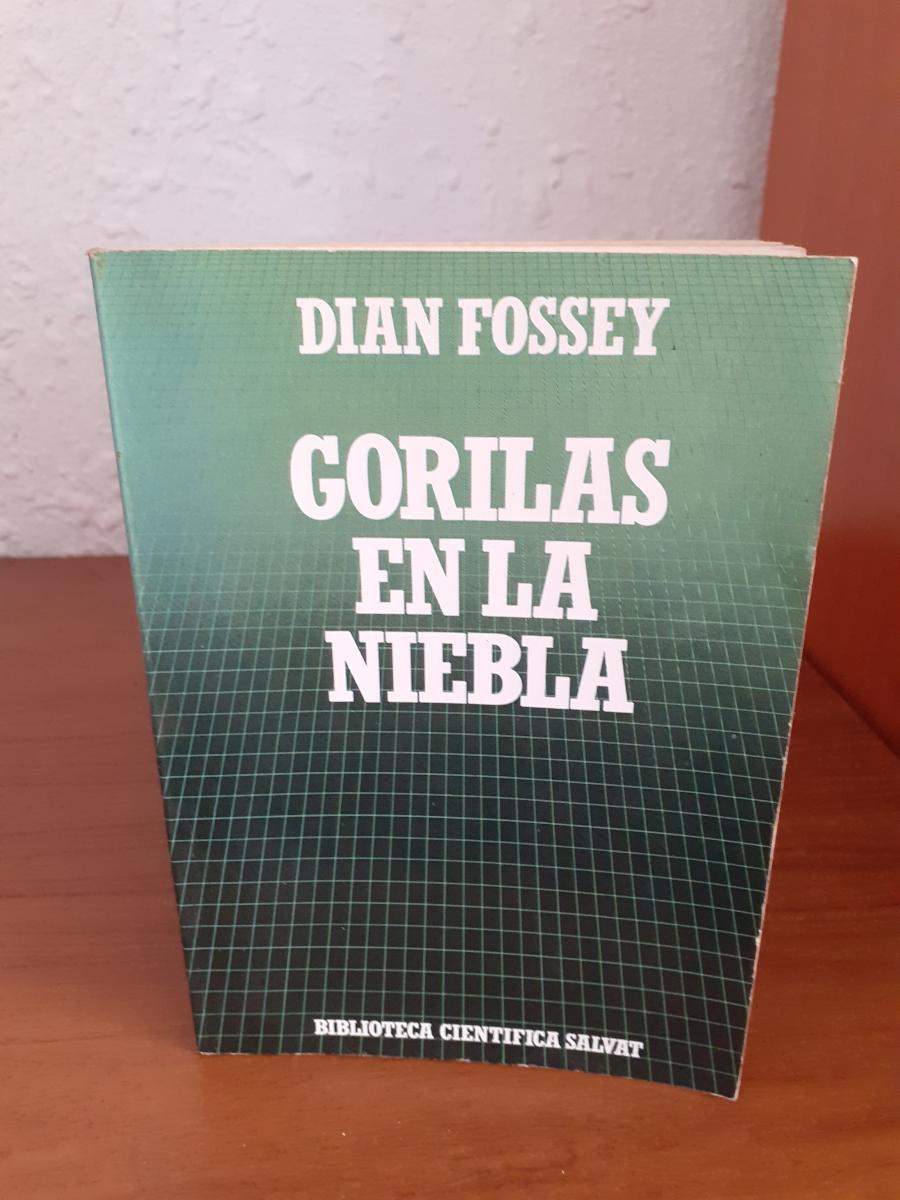 DIAN FOSSEY
GORILAS
EN LA
NIEBLA
BIBLIOTECA CIENTIFICA SALVAT